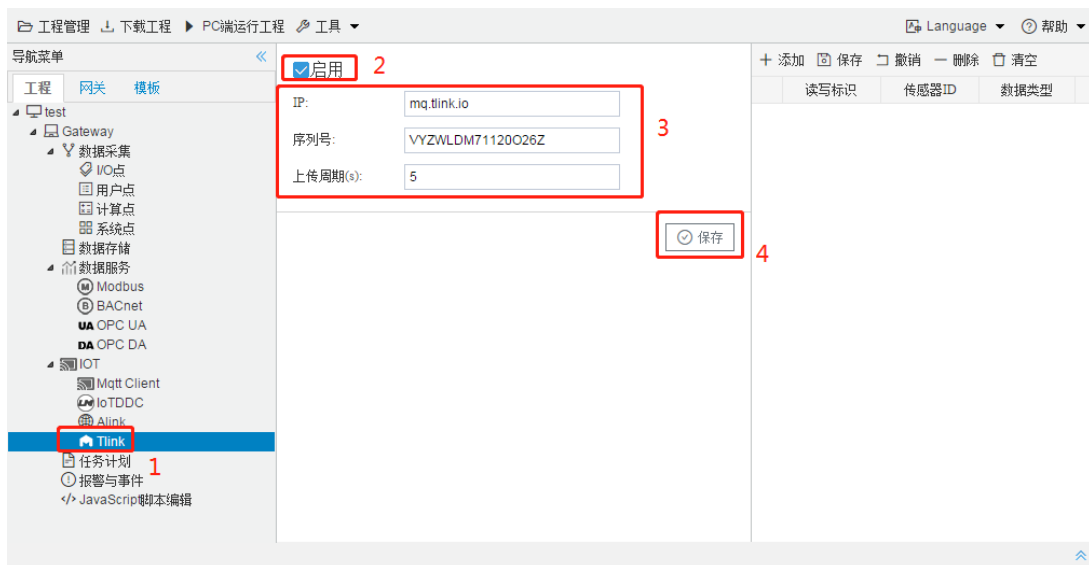 工程管理 下载工程 PC端运行工程 工具 Language 帮助
导航菜单
工程 网关 模板
test
Gateway
数据采集
I/O点
用户点
计算点
系统点
数据存储
数据服务
M Modbus
B BACnet
UA OPC UA
DA OPC DA
IOT
Mqtt Client
LM IoTDDC
Alink
Tlink
1
任务计划
报警与事件
</> JavaScript脚本编辑
启用 2
IP: mq.tlink.io
序列号: VYZWLDM71120O26Z
上传周期(s): 5
3
保存
4
添加 保存 撤销 删除 清空
读写标识 传感器ID 数据类型